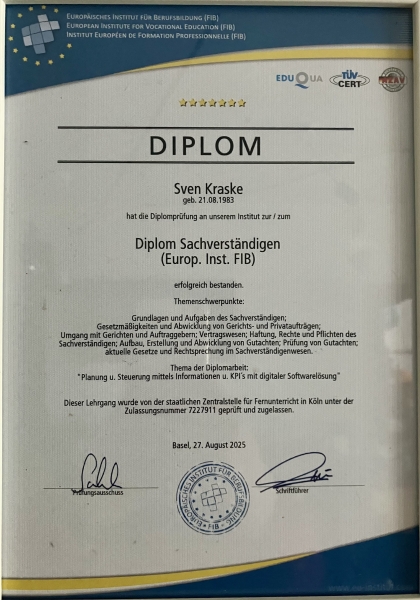 EUROPÄISCHES INSTITUT FÜR BERUFSBILDUNG (FIB)
EUROPEAN INSTITUTE FOR VOCATIONAL EDUCATION (FIB)
INSTITUT EUROPÉEN DE FORMATION PROFESSIONNELLE (FIB)
EDUQUA TÜV CERT
DIPLOM
Sven Kraske
geb. 21.08.1983
hat die Diplomprüfung an unserem Institut zur / zum
Diplom Sachverständigen
(Europ. Inst. FIB)
erfolgreich bestanden.
Themenschwerpunkte:
Grundlagen und Aufgaben des Sachverständigen;
Gesetzmäßigkeiten und Abwicklung von Gerichts- und Privataufträgen;
Umgang mit Gerichten und Auftraggebern; Vertragswesen; Haftung, Rechte und Pflichten des
Sachverständigen; Aufbau, Erstellung und Abwicklung von Gutachten; Prüfung von Gutachten;
aktuelle Gesetze und Rechtsprechung im Sachverständigenwesen.
Thema der Diplomarbeit:
"Planung u. Steuerung mittels Informationen u. KPI´s mit digitaler Softwarelösung"
Dieser Lehrgang wurde von der staatlichen Zentralstelle für Fernunterricht in Köln unter der
Zulassungsnummer 7227911 geprüft und zugelassen.
Basel, 27. August 2025
Prüfungsausschuss
EUROPÄISCHES INSTITUT FÜR BERUFSBILDUNG
FIB
Schriftführer